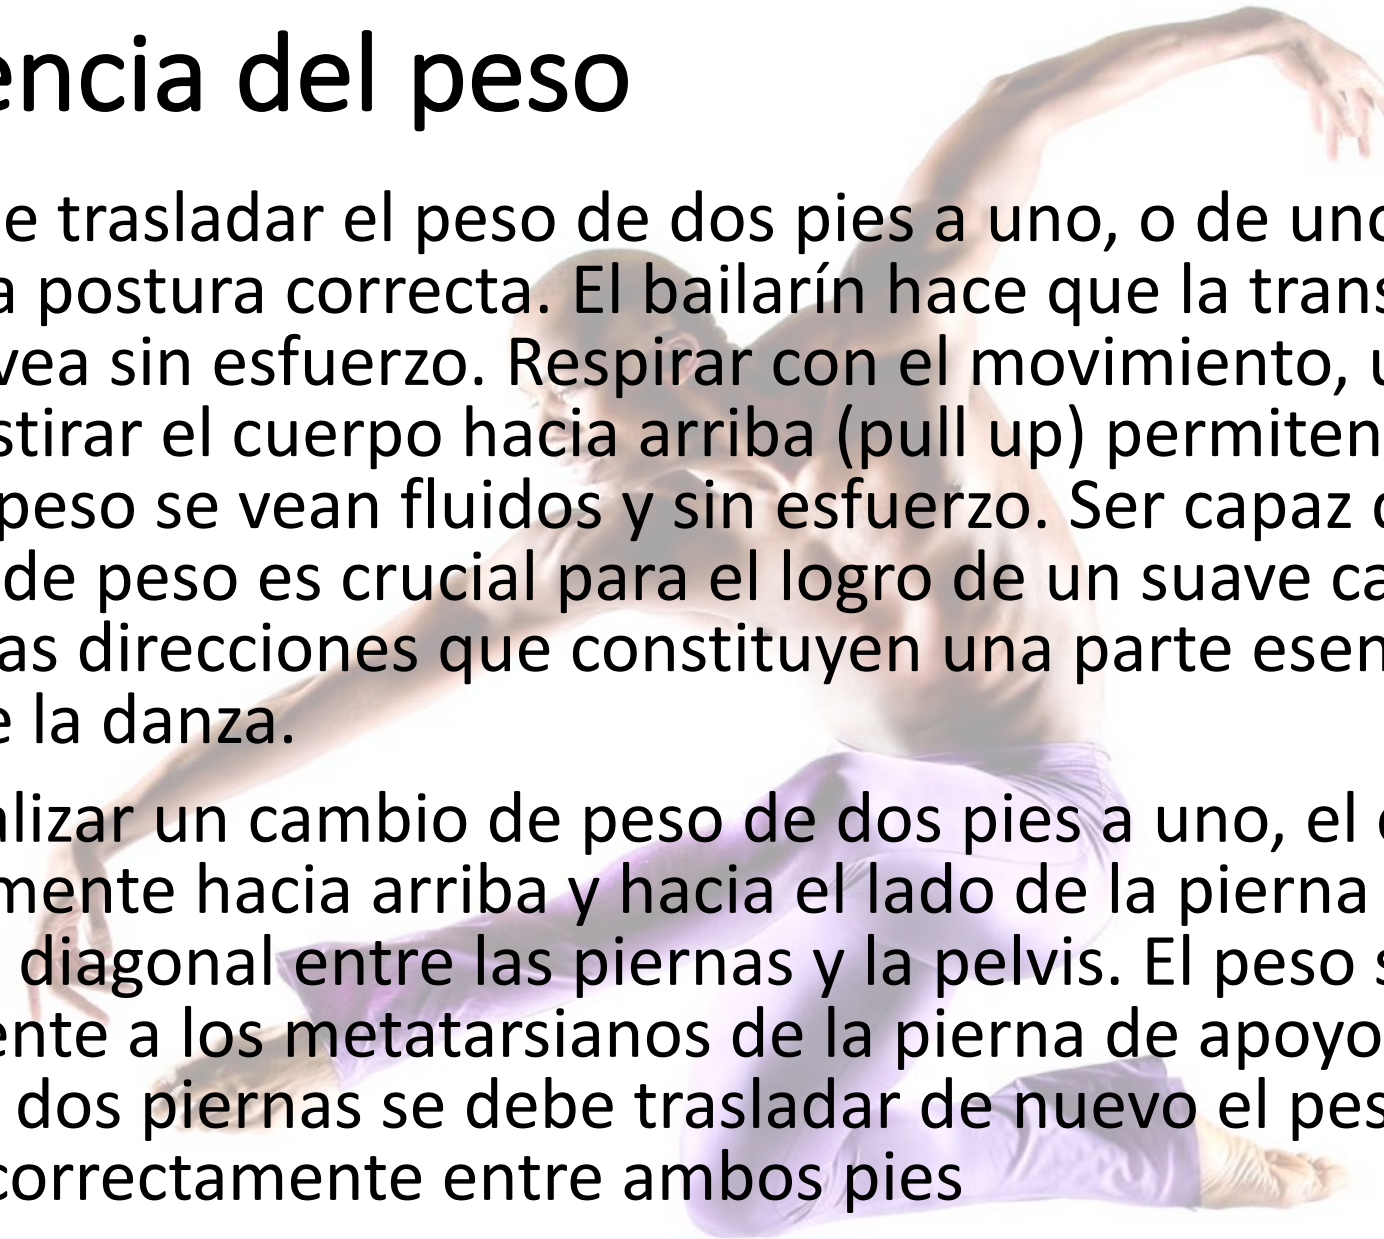 encia del peso
e trasladar el peso de dos pies a uno, o de uno
a postura correcta. El bailarín hace que la trans
vea sin esfuerzo. Respirar con el movimiento, u
stirar el cuerpo hacia arriba (pull up) permiten
peso se vean fluidos y sin esfuerzo. Ser capaz d
de peso es crucial para el logro de un suave ca
as direcciones que constituyen una parte esen
e la danza.
alizar un cambio de peso de dos pies a uno, el c
mente hacia arriba y hacia el lado de la pierna
diagonal entre las piernas y la pelvis. El peso s
ente a los metatarsianos de la pierna de apoyo
dos piernas se debe trasladar de nuevo el pes
correctamente entre ambos pies